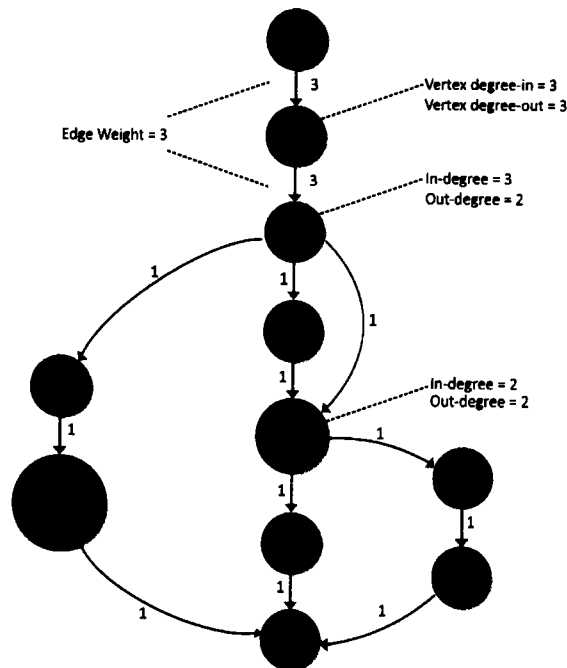 3
Vertex degree-in = 3
Vertex degree-out = 3
Edge Weight = 3
3
In-degree = 3
Out-degree = 2
1
1
1
1
In-degree = 2
Out-degree = 2
1
1
1
1
1
1
1